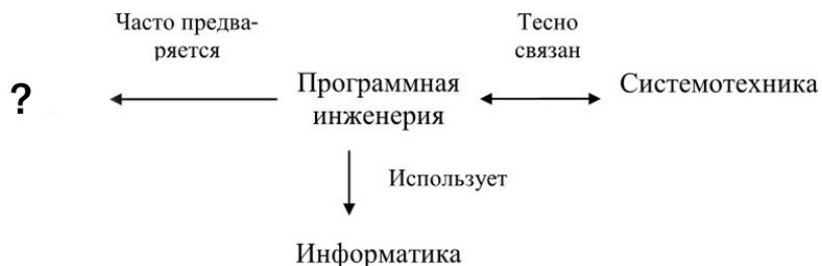 Часто предва-
ряется
Тесно
связан
?
Программная
инженерия
Системотехника
Использует
Информатика